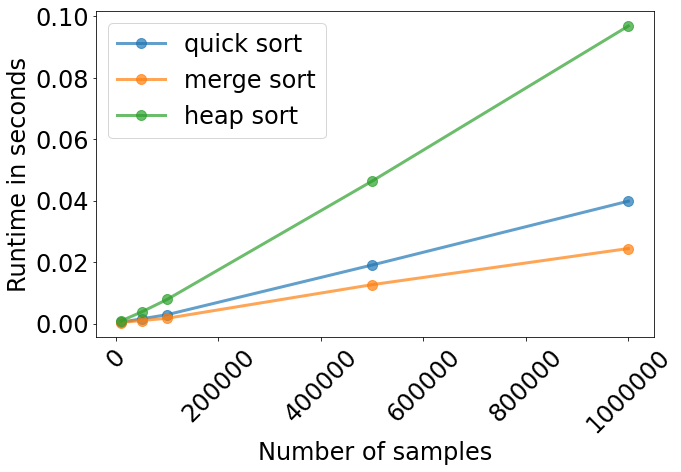 quick sort
merge sort
heap sort
Runtime in seconds
0.10
0.08
0.06
0.04
0.02
0.00
0
200000
400000
600000
800000
1000000
Number of samples